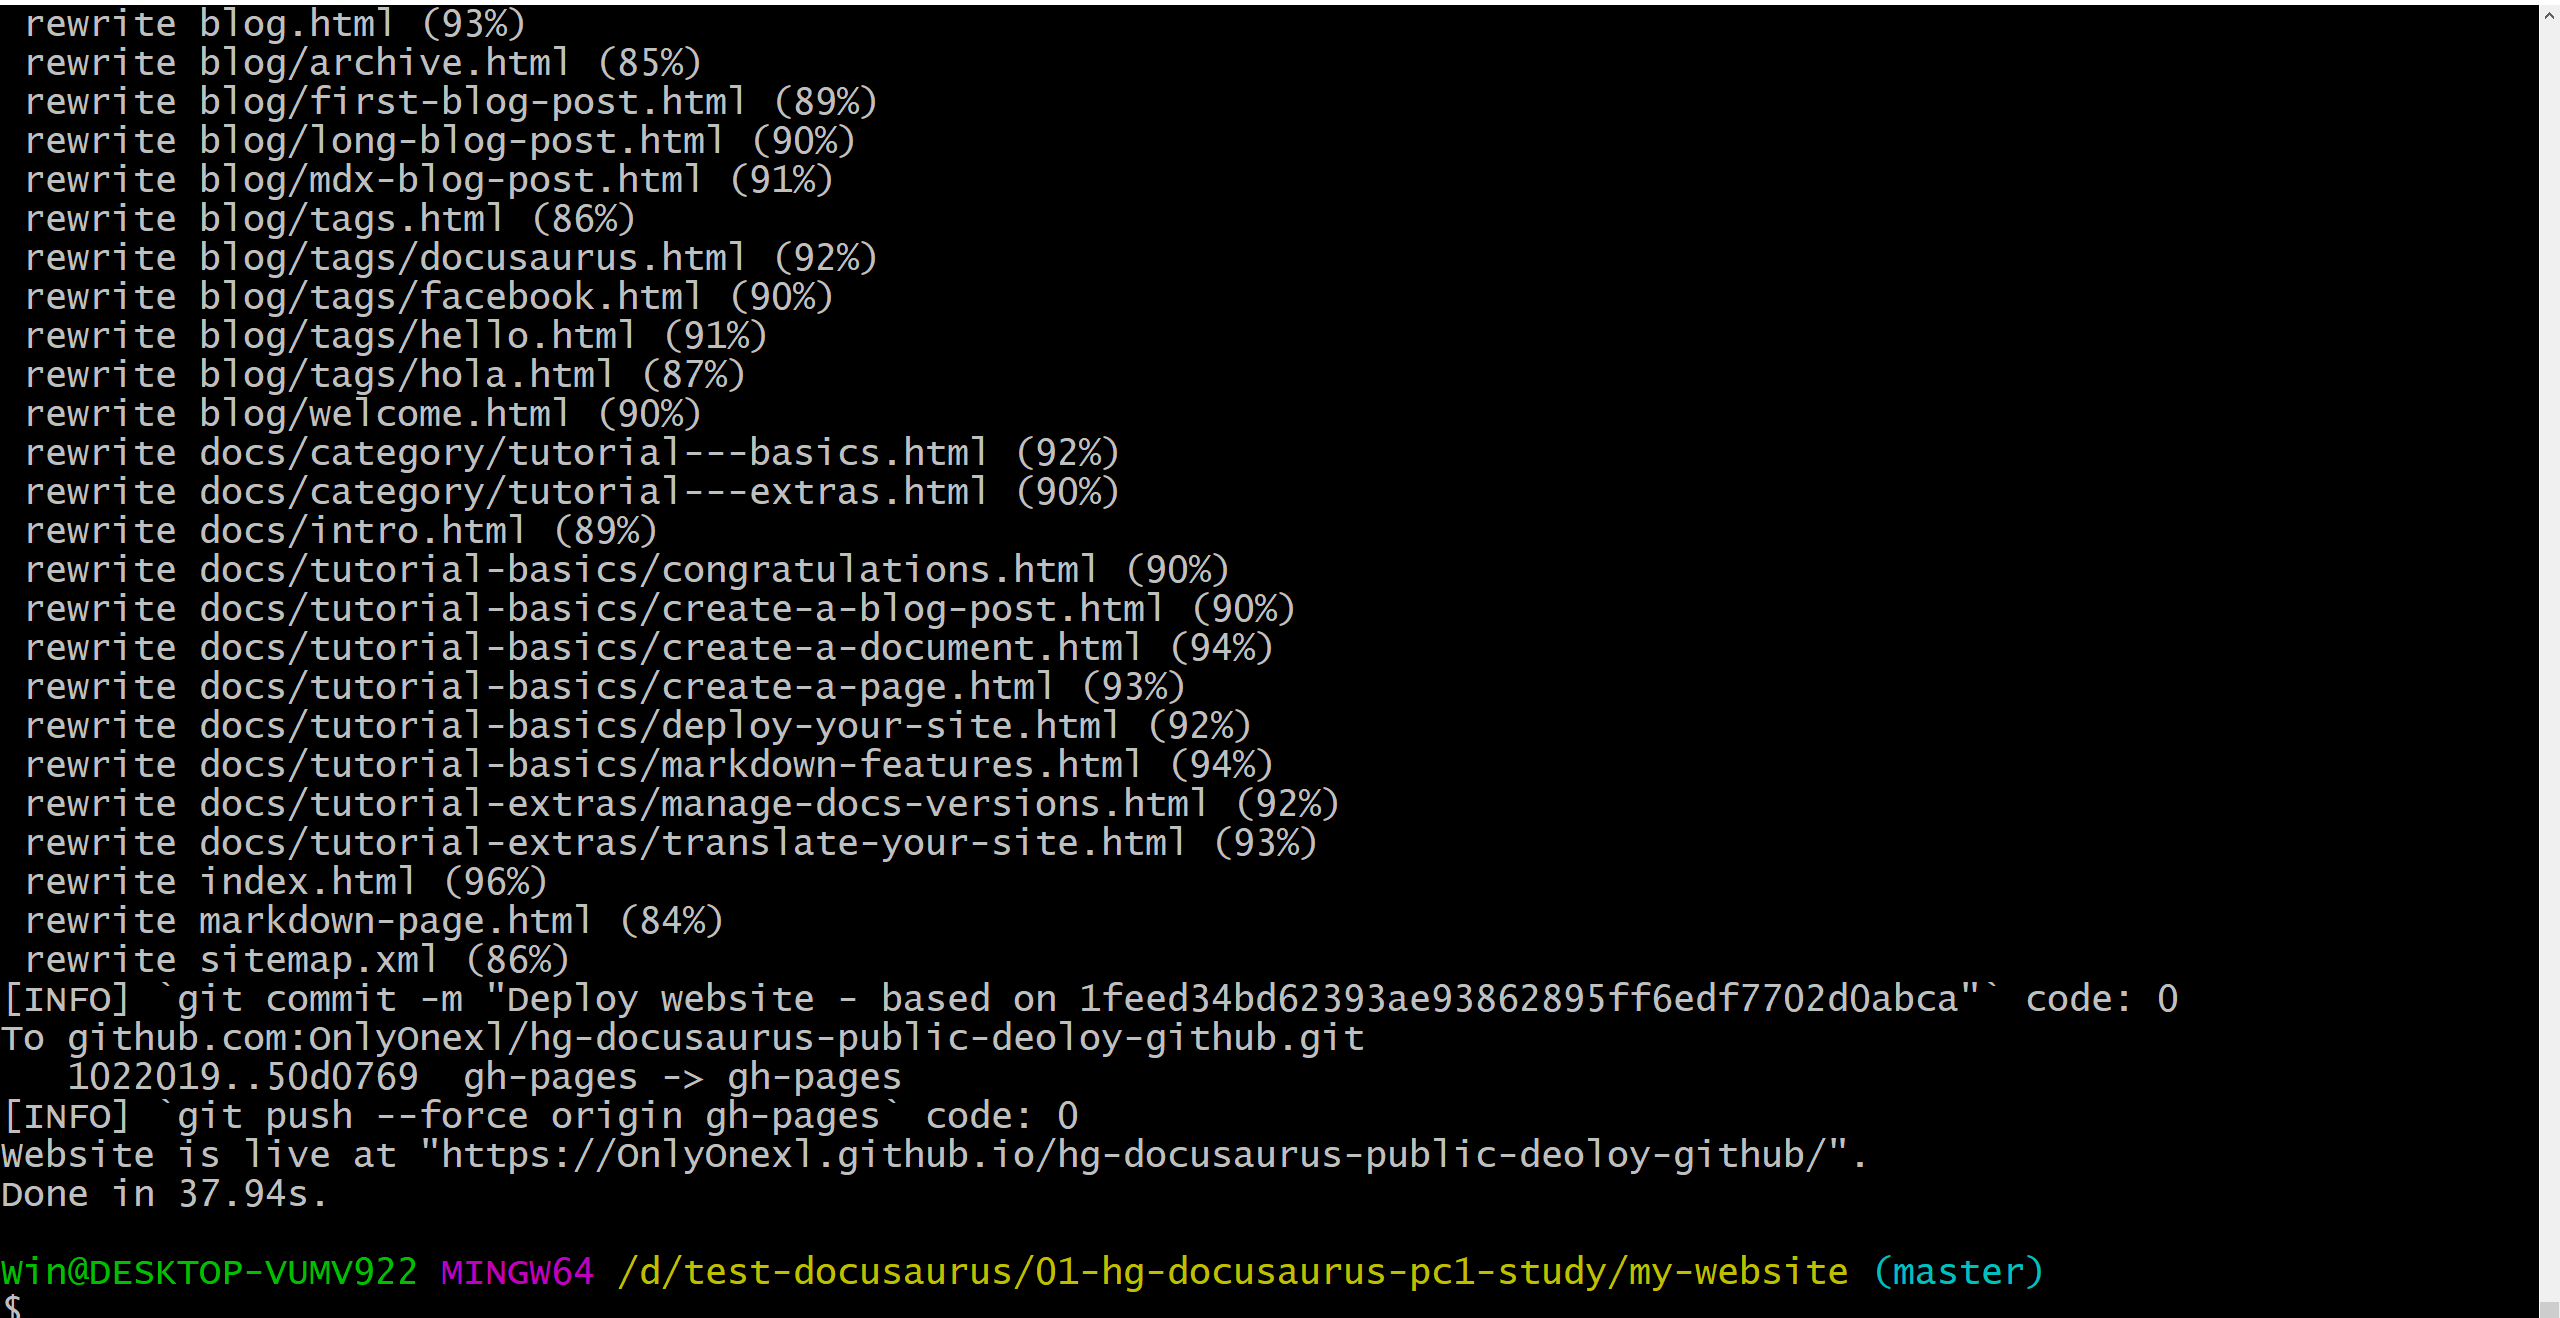 rewrite blog.html (93%)
rewrite blog/archive.html (85%)
rewrite blog/first-blog-post.html (89%)
rewrite blog/long-blog-post.html (90%)
rewrite blog/mdx-blog-post.html (91%)
rewrite blog/tags.html (86%)
rewrite blog/tags/docusaurus.html (92%)
rewrite blog/tags/facebook.html (90%)
rewrite blog/tags/hello.html (91%)
rewrite blog/tags/hola.html (87%)
rewrite blog/welcome.html (90%)
rewrite docs/category/tutorial---basics.html (92%)
rewrite docs/category/tutorial---extras.html (90%)
rewrite docs/intro.html (89%)
rewrite docs/tutorial-basics/congratulations.html (90%)
rewrite docs/tutorial-basics/create-a-blog-post.html (90%)
rewrite docs/tutorial-basics/create-a-document.html (94%)
rewrite docs/tutorial-basics/create-a-page.html (93%)
rewrite docs/tutorial-basics/deploy-your-site.html (92%)
rewrite docs/tutorial-basics/markdown-features.html (94%)
rewrite docs/tutorial-extras/manage-docs-versions.html (92%)
rewrite docs/tutorial-extras/translate-your-site.html (93%)
rewrite index.html (96%)
rewrite markdown-page.html (84%)
rewrite sitemap.xml (86%)
[INFO] `git commit -m "Deploy website - based on 1feed34bd62393ae93862895ff6edf7702d0abca"` code: 0
To github.com:OnlyOnexl/hg-docusaurus-public-deoloy-github.git
1022019..50d0769  gh-pages -> gh-pages
[INFO] `git push --force origin gh-pages` code: 0
Website is live at "https://OnlyOnexl.github.io/hg-docusaurus-public-deoloy-github/".
Done in 37.94s.
Win@DESKTOP-VUMV922 MINGW64 /d/test-docusaurus/01-hg-docusaurus-pc1-study/my-website (master)
$